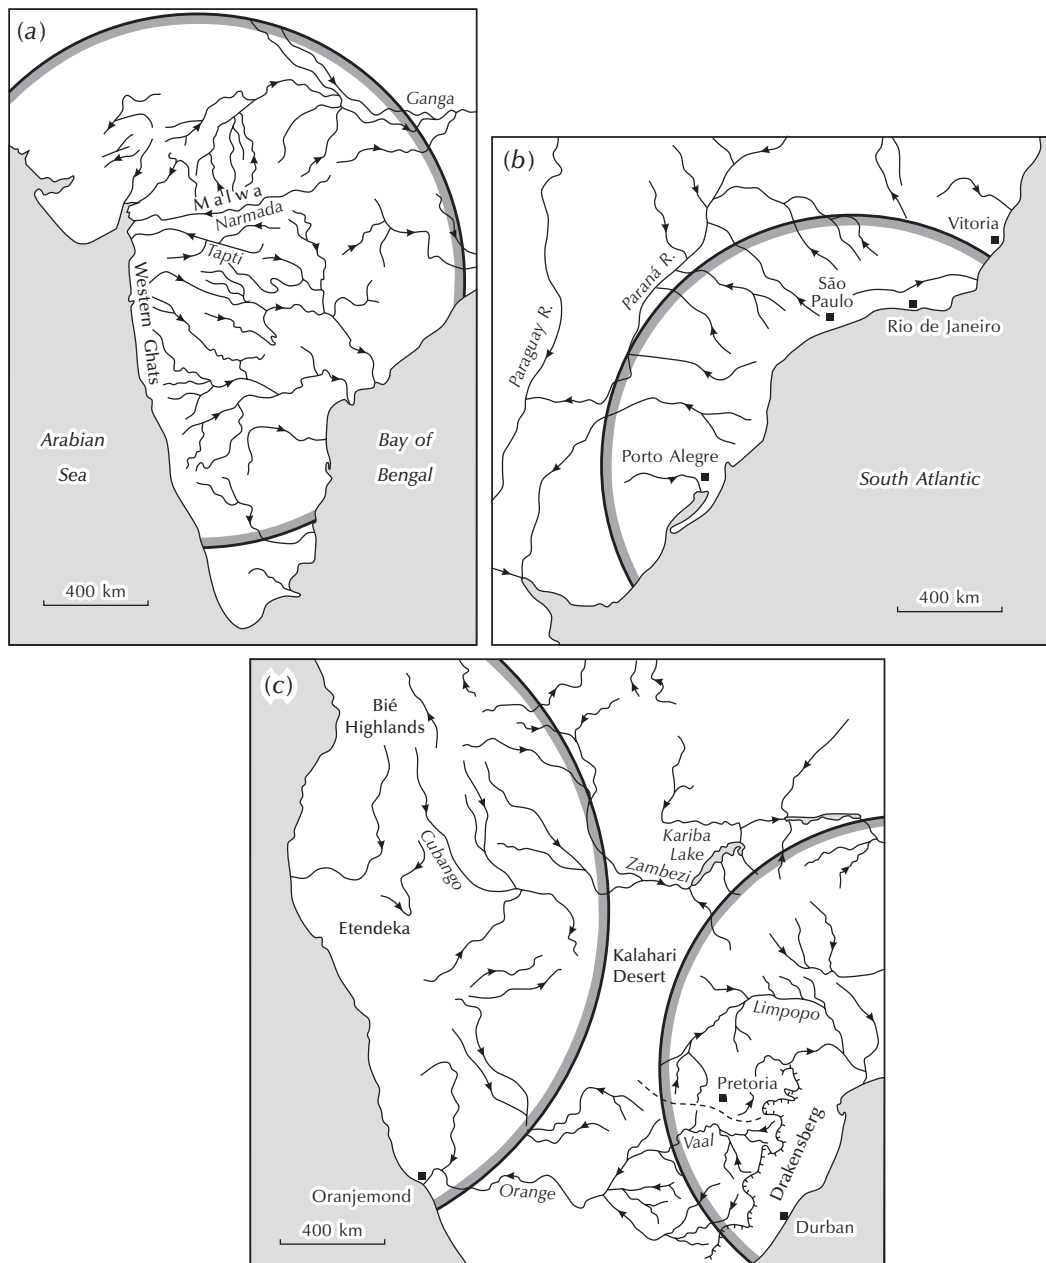 (a)
Ganga
Malwa
Narmada
Tapti
Western Ghats
Arabian
Sea
Bay of
Bengal
400 km
(b)
Vitoria
Paraná R.
São
Paulo
Rio de Janeiro
Paraguay R.
Porto Alegre
South Atlantic
400 km
(c)
Bié
Highlands
Cubango
Kariba
Lake
Zambezi
Etendeka
Kalahari
Desert
Limpopo
Pretoria
Vaal
Drakensberg
Oranjemond
Orange
Durban
400 km